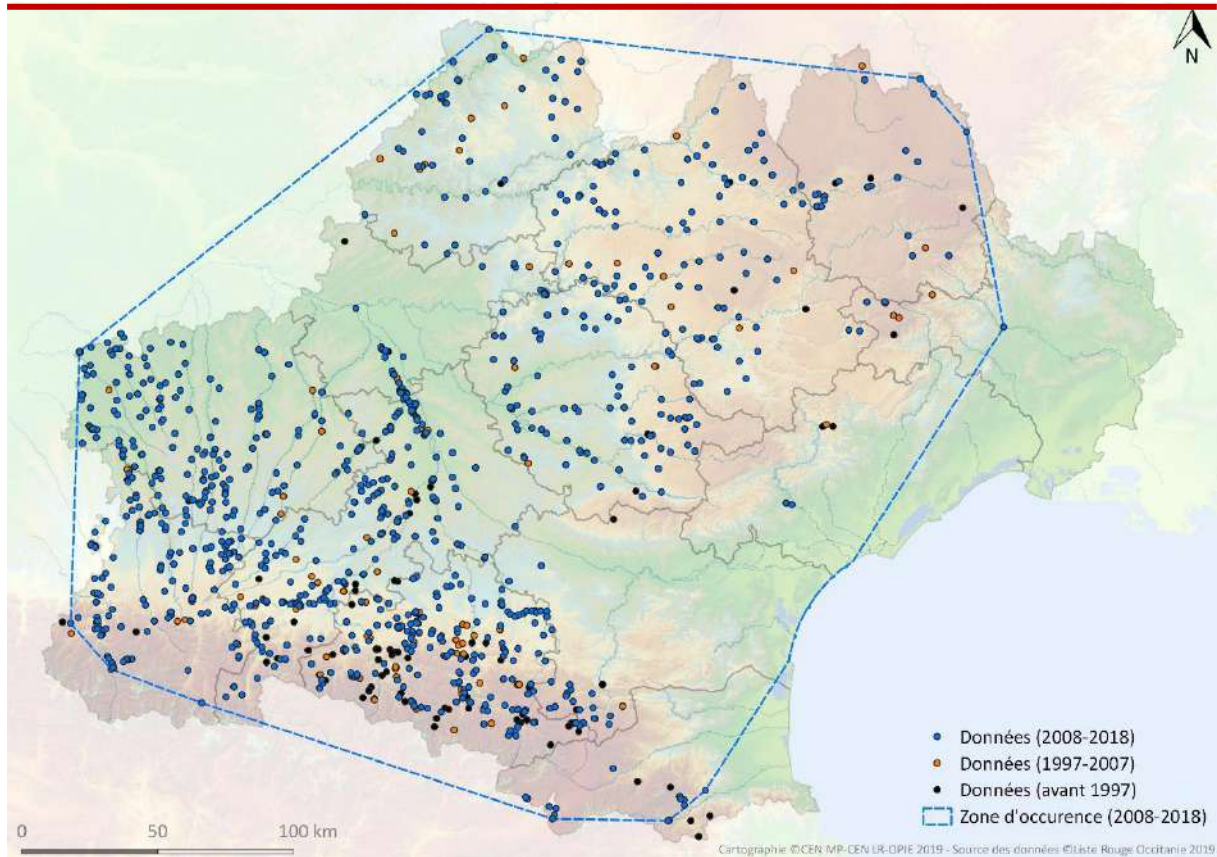 N
Données (2008-2018)
Données (1997-2007)
Données (avant 1997)
Zone d'occurence (2008-2018)
0 50 100 km
Cartographie ©CEN MP-CEN LR-OPIE 2019 - Source des données ©Liste Rouge Occitanie 2019